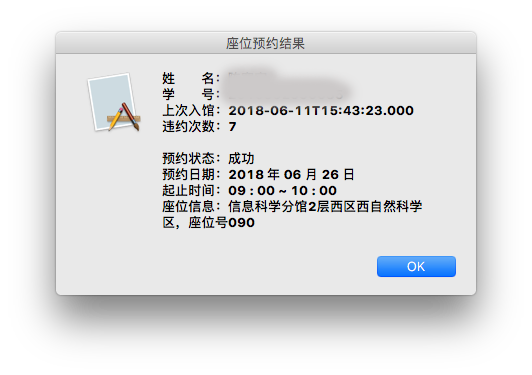 座位预约结果
姓 名：
学 号：
上次入馆：2018-06-11T15:43:23.000
违约次数：7
预约状态：成功
预约日期：2018 年 06 月 26 日
起止时间：09 : 00 ~ 10 : 00
座位信息：信息科学分馆2层西区西自然科学
区，座位号090
OK